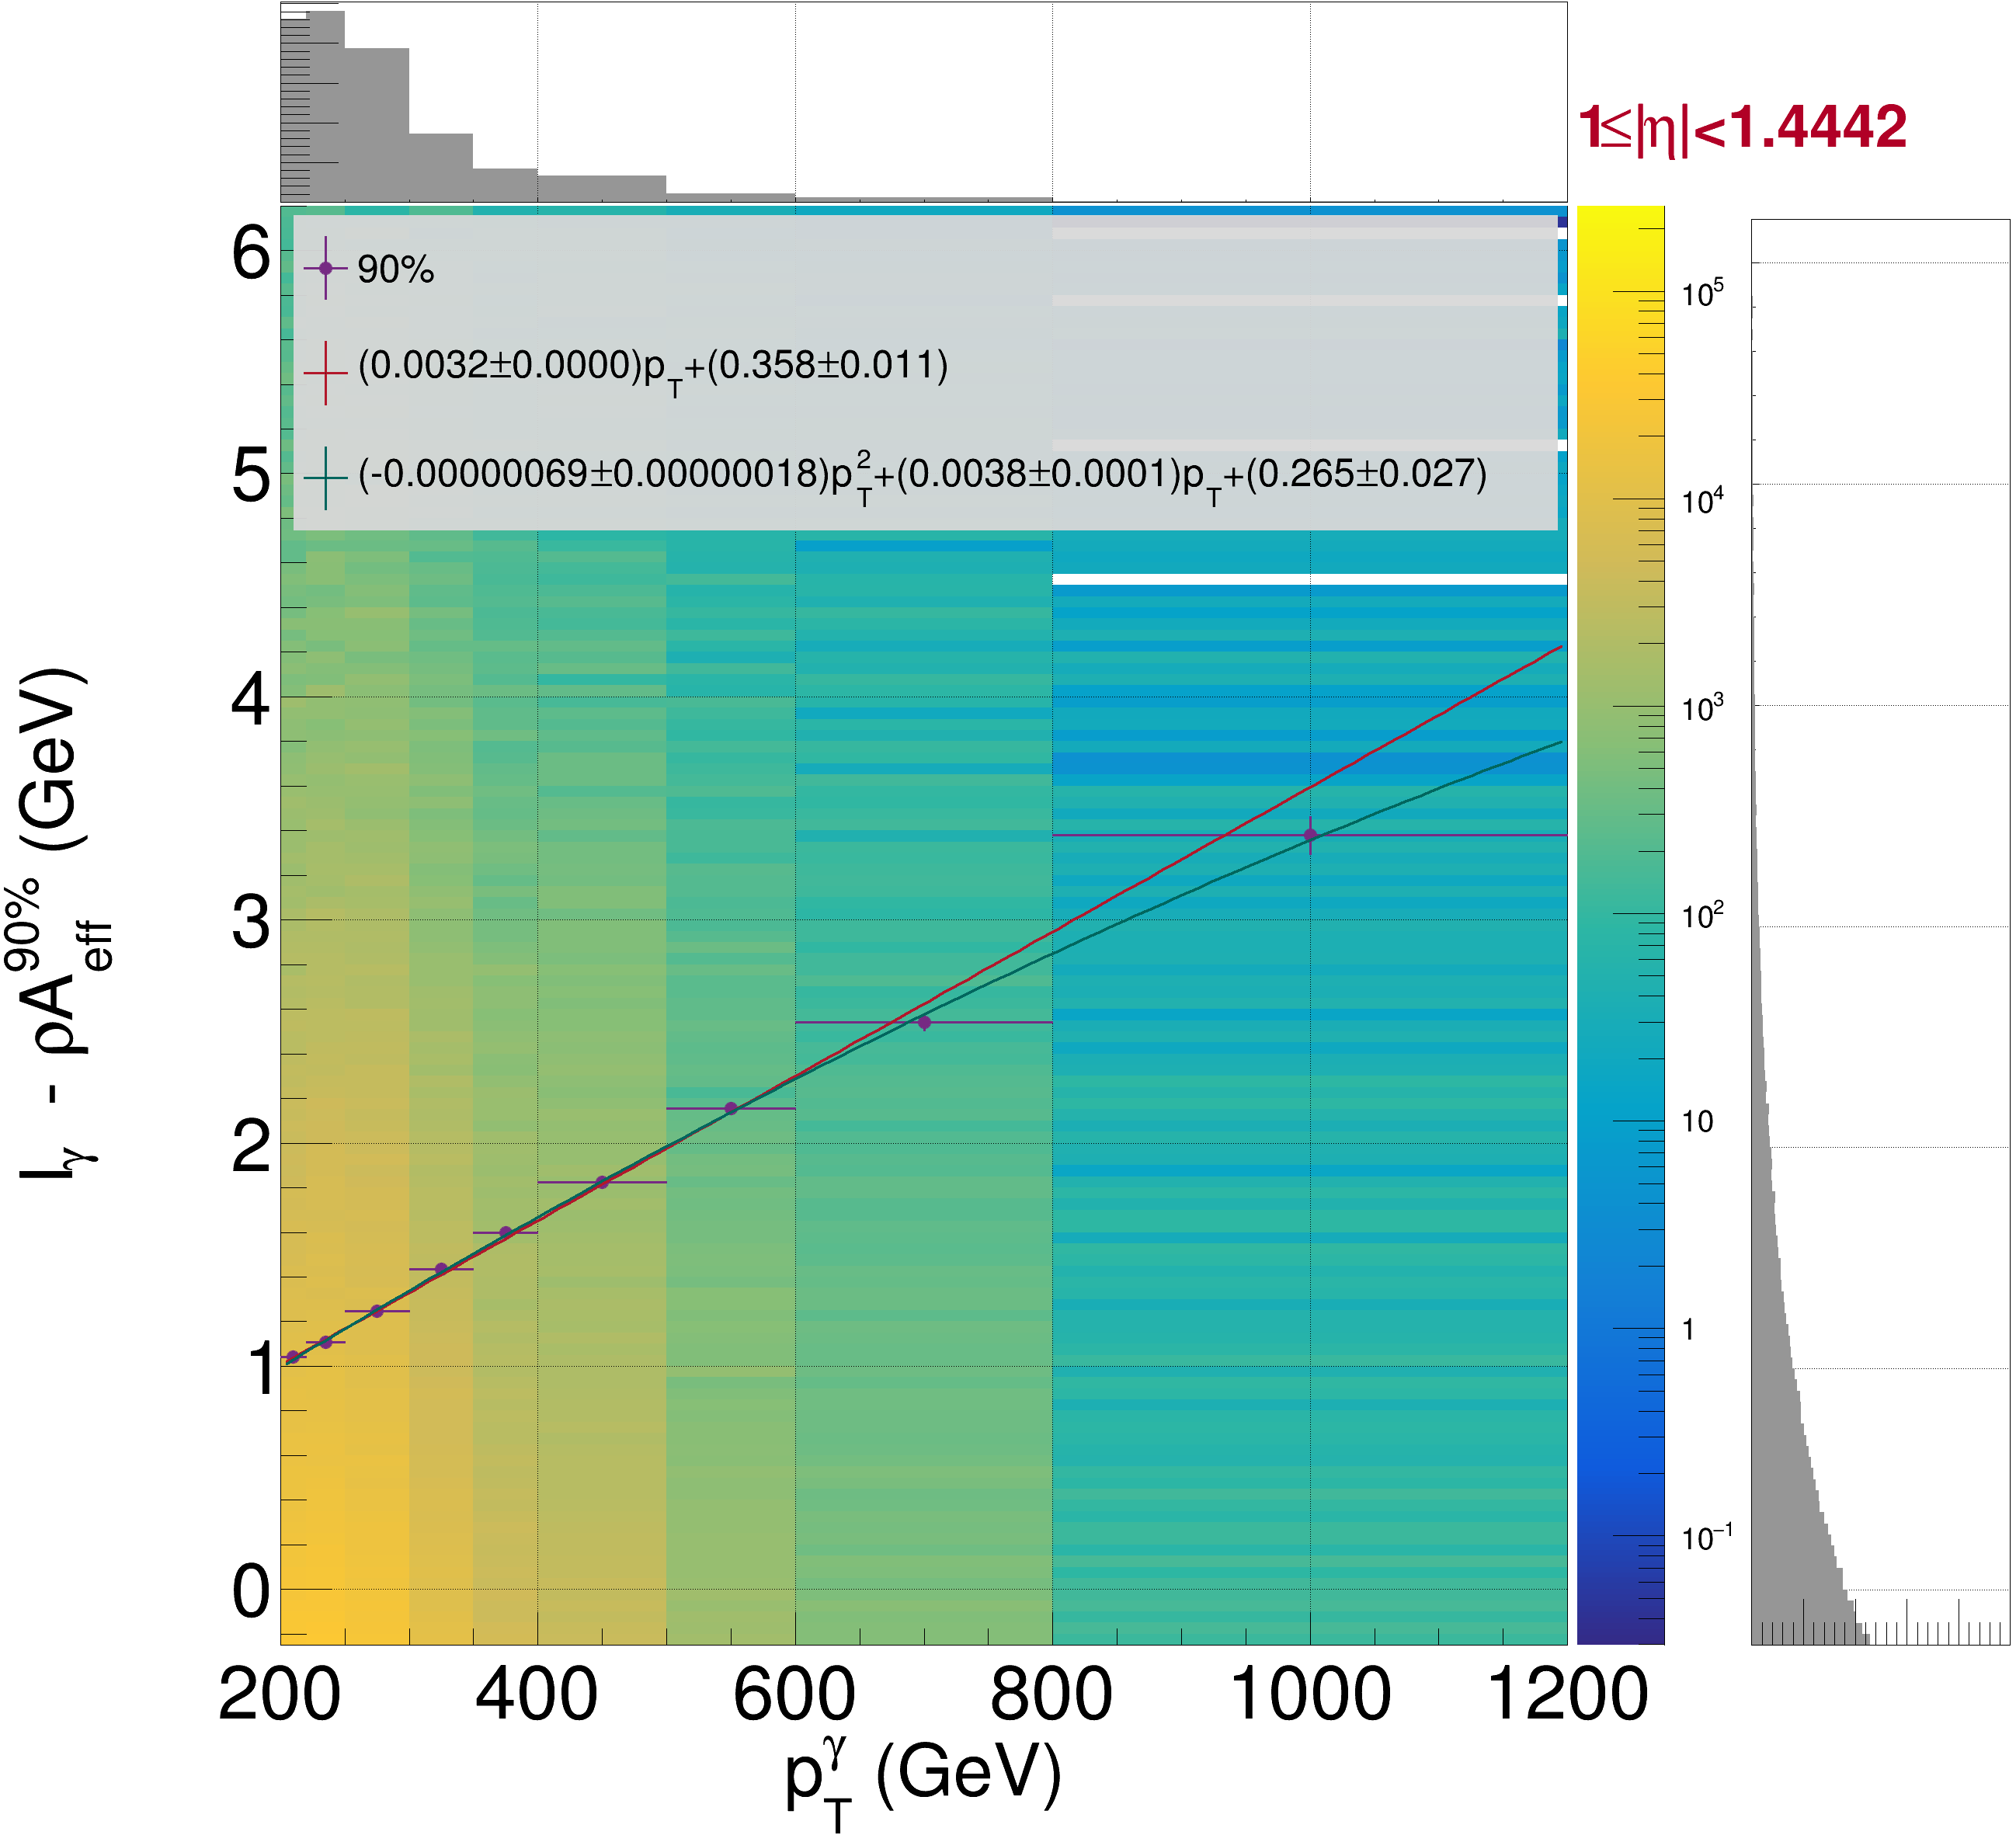 1≤|η|<1.4442
90%
(0.0032±0.0000)p_T+(0.358±0.011)
(-0.00000069±0.00000018)p_T^2+(0.0038±0.0001)p_T+(0.265±0.027)
6
5
4
3
2
1
0
I_γ - ρA_eff^90% (GeV)
200 400 600 800 1000 1200
p_T^γ (GeV)
10^5
10^4
10^3
10^2
10
1
10^−1